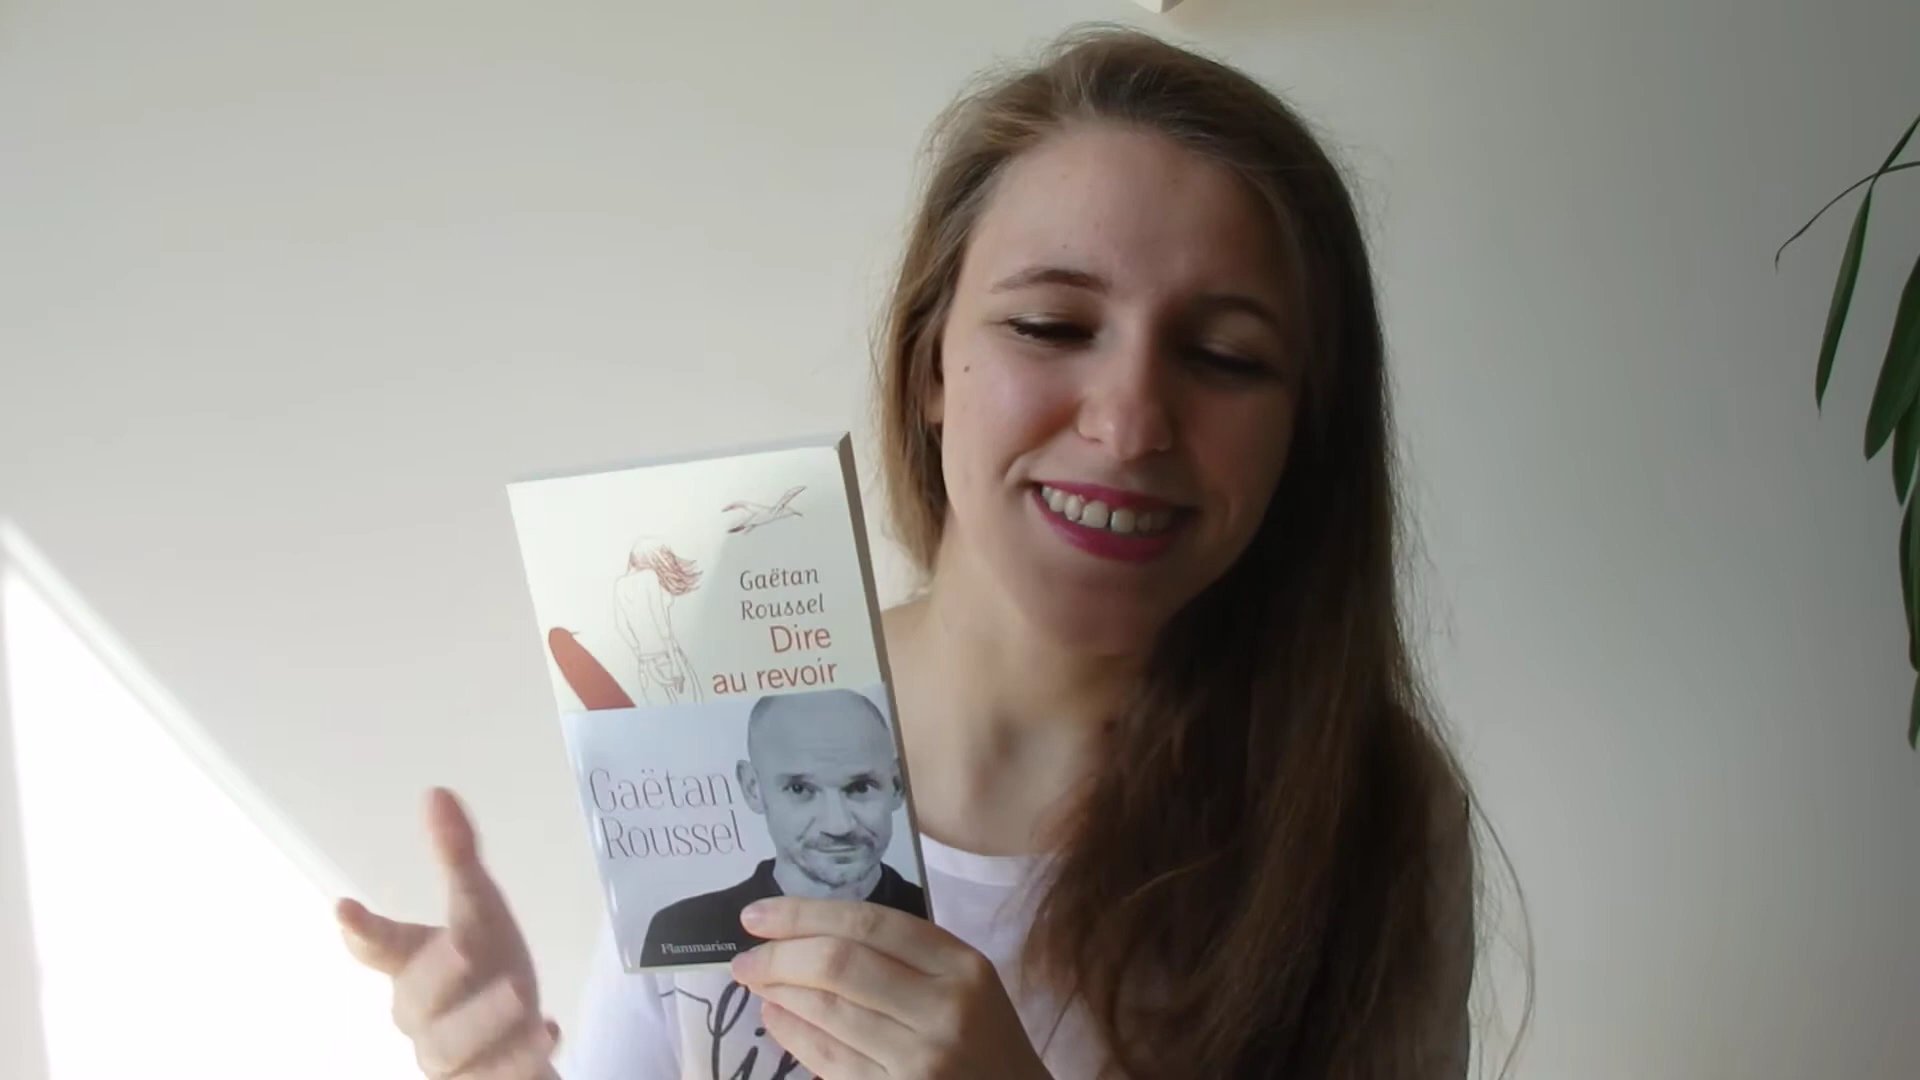 Gaëtan
Roussel
Dire
au revoir
Gaëtan
Roussel
Flammarion